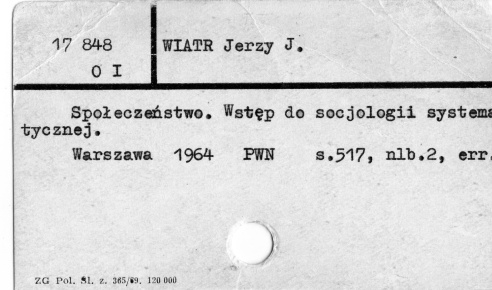 17 848
O I
WIATR Jerzy J.
Społeczeństwo. Wstęp do socjologii systema
tycznej.
Warszawa 1964 PWN s.517, nlb.2, err.
ZG Pol. Śl. z. 365/69. 120 000